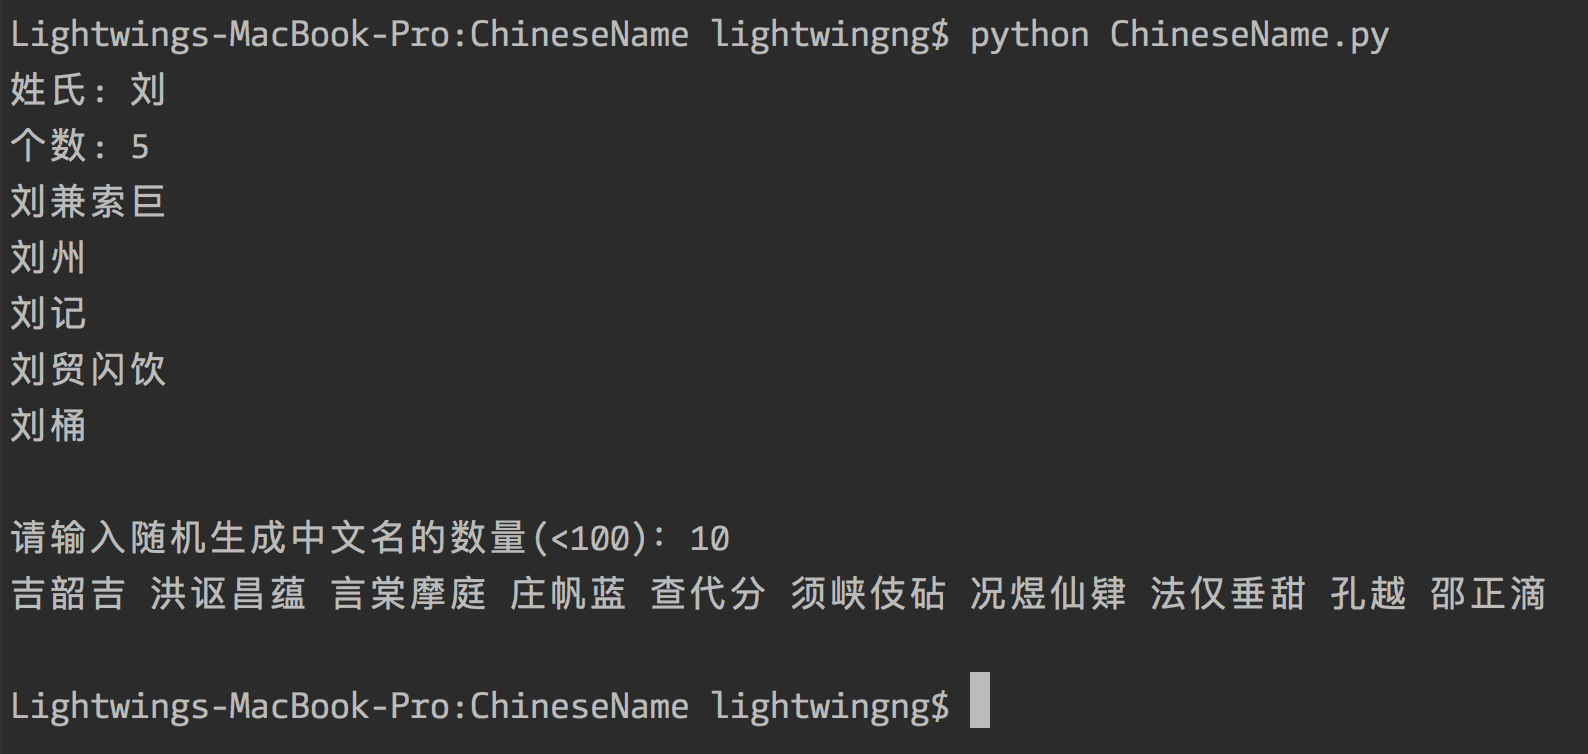 Lightwings-MacBook-Pro:ChineseName lightwingng$ python ChineseName.py
姓氏: 刘
个数: 5
刘兼索巨
刘州
刘记
刘贸闪饮
刘桶
请输入随机生成中文名的数量(<100): 10
吉韶吉 洪讴昌蕴 言棠摩庭 庄帆蓝 查代分 须峡伎砧 况煜仙肄 法仅垂甜 孔越 邵正滴
Lightwings-MacBook-Pro:ChineseName lightwingng$